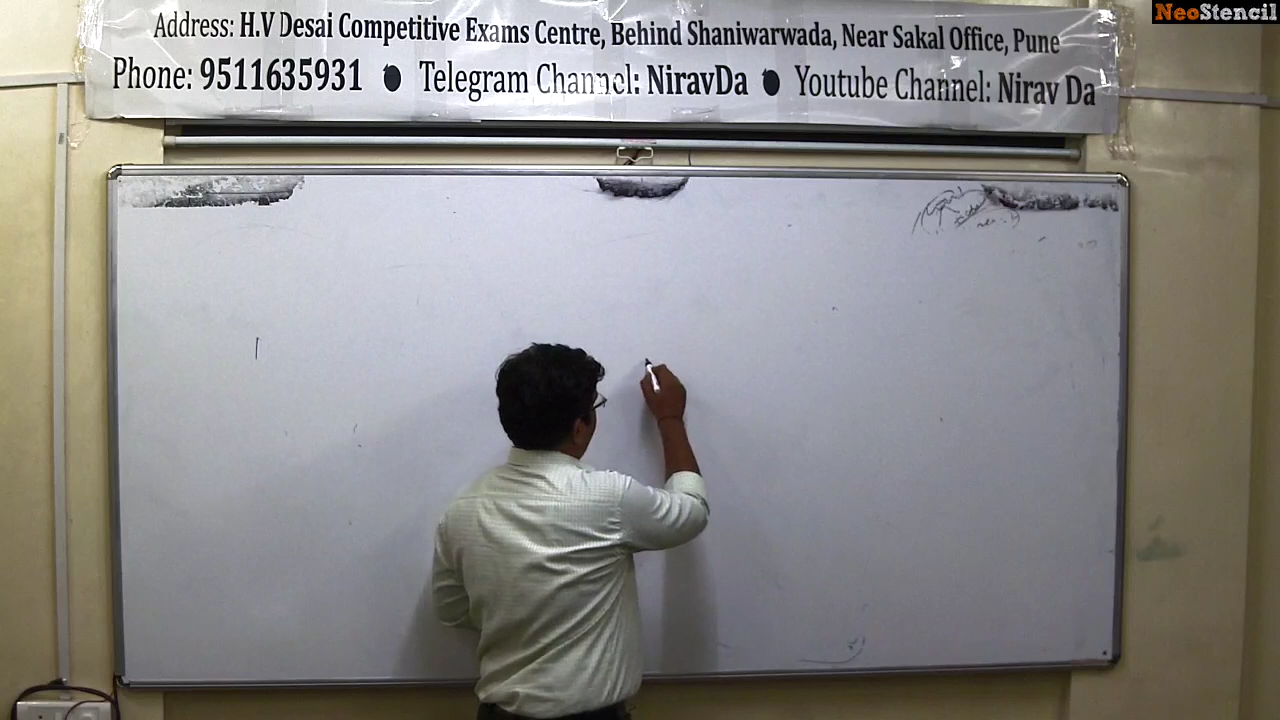 NeoStencil
Address: H.V Desai Competitive Exams Centre, Behind Shaniwarwada, Near Sakal Office, Pune
Phone: 9511635931 ● Telegram Channel: NiravDa ● Youtube Channel: Nirav Da